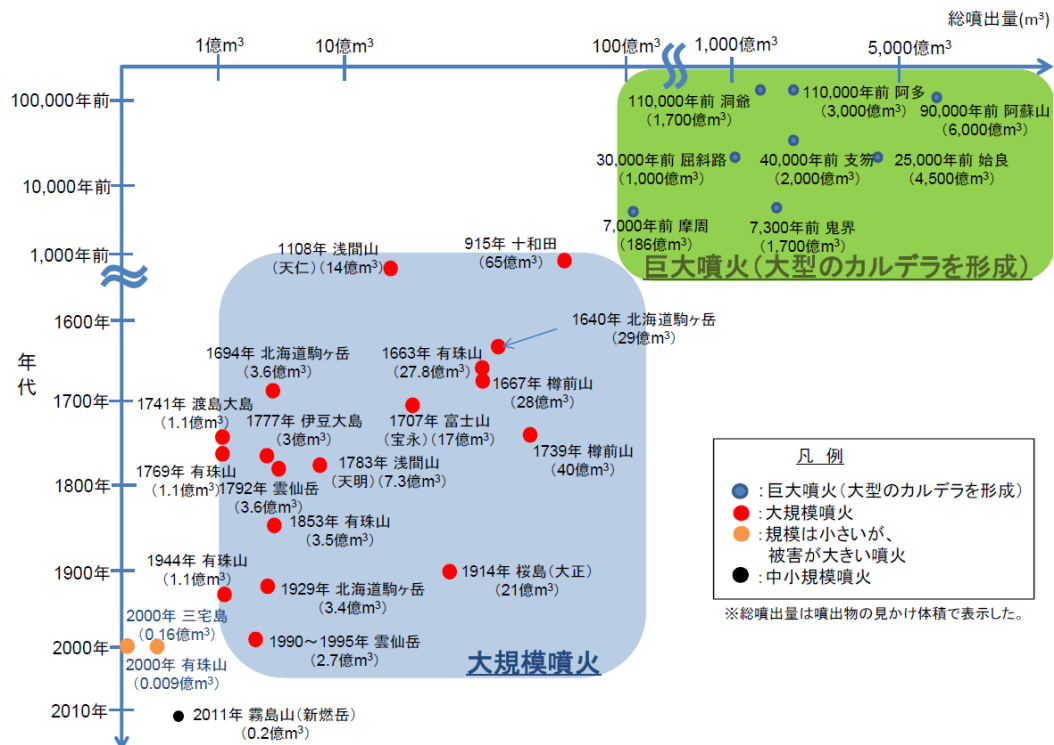 総噴出量(m³)
1億m³
10億m³
100億m³
1,000億m³
5,000億m³
100,000年前
10,000年前
1,000年前
1600年
1700年
1800年
1900年
2000年
2010年
年代
110,000年前 洞爺
(1,700億m³)
110,000年前 阿多
(3,000億m³)
90,000年前 阿蘇山
(6,000億m³)
30,000年前 屈斜路
(1,000億m³)
40,000年前 支笏
(2,000億m³)
25,000年前 姶良
(4,500億m³)
7,000年前 摩周
(186億m³)
7,300年前 鬼界
(1,700億m³)
巨大噴火(大型のカルデラを形成)
1108年 浅間山
(天仁)(14億m³)
915年 十和田
(65億m³)
1640年 北海道駒ヶ岳
(29億m³)
1694年 北海道駒ヶ岳
(3.6億m³)
1663年 有珠山
(27.8億m³)
1667年 樽前山
(28億m³)
1741年 渡島大島
(1.1億m³)
1777年 伊豆大島
(3億m³)
1707年 富士山
(宝永)(17億m³)
1739年 樽前山
(40億m³)
1769年 有珠山
(1.1億m³)
1783年 浅間山
(天明)(7.3億m³)
1792年 雲仙岳
(3.6億m³)
1853年 有珠山
(3.5億m³)
1944年 有珠山
(1.1億m³)
1929年 北海道駒ヶ岳
(3.4億m³)
1914年 桜島(大正)
(21億m³)
2000年 三宅島
(0.16億m³)
1990～1995年 雲仙岳
(2.7億m³)
2000年 有珠山
(0.009億m³)
大規模噴火
2011年 霧島山(新燃岳)
(0.2億m³)
凡 例
:巨大噴火(大型のカルデラを形成)
:大規模噴火
:規模は小さいが、
被害が大きい噴火
:中小規模噴火
※総噴出量は噴出物の見かけ体積で表示した。